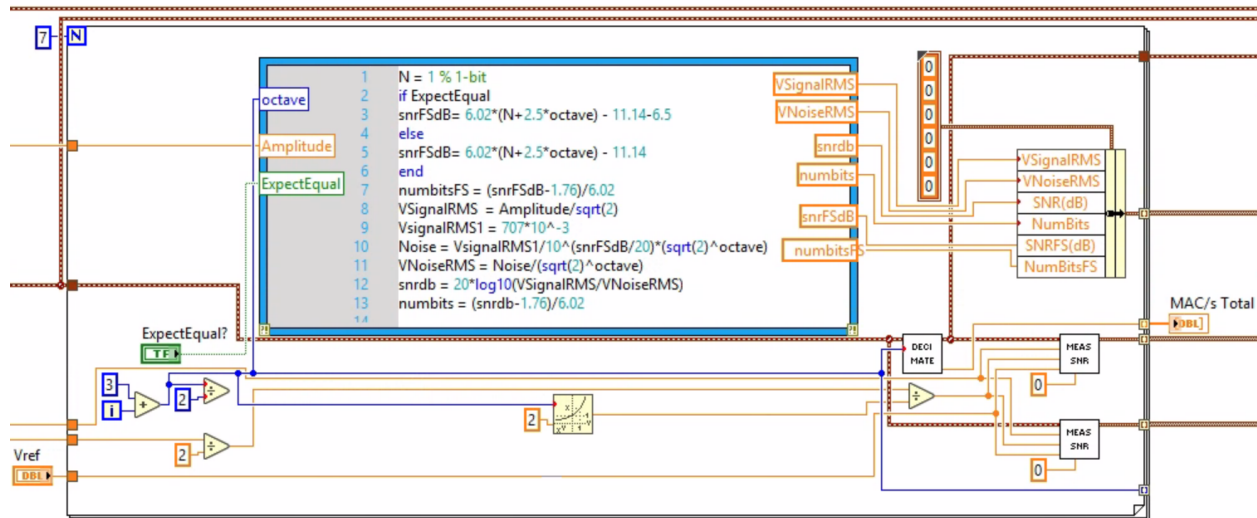 7
N
octave
Amplitude
ExpectEqual
1 N = 1 % 1-bit
2 if ExpectEqual
3 snrFSdB= 6.02*(N+2.5*octave) - 11.14-6.5
4 else
5 snrFSdB= 6.02*(N+2.5*octave) - 11.14
6 end
7 numbitsFS = (snrFSdB-1.76)/6.02
8 VSignalRMS = Amplitude/sqrt(2)
9 VsignalRMS1 = 707*10^-3
10 Noise = VsignalRMS1/10^(snrFSdB/20)*(sqrt(2)^octave)
11 VNoiseRMS = Noise/(sqrt(2)^octave)
12 snrdb = 20*log10(VSignalRMS/VNoiseRMS)
13 numbits = (snrdb-1.76)/6.02
14
VSignalRMS
VNoiseRMS
snrdb
numbits
snrFSdB
numbitsFS
0
0
0
0
0
0
VSignalRMS
VNoiseRMS
SNR(dB)
NumBits
SNRFS(dB)
NumBitsFS
MAC/s Total
DBL
ExpectEqual?
TF
3
i
+
2
÷
2
÷
2
x
÷
DECI
MATE
MEAS
SNR
0
MEAS
SNR
0
Vref
DBL